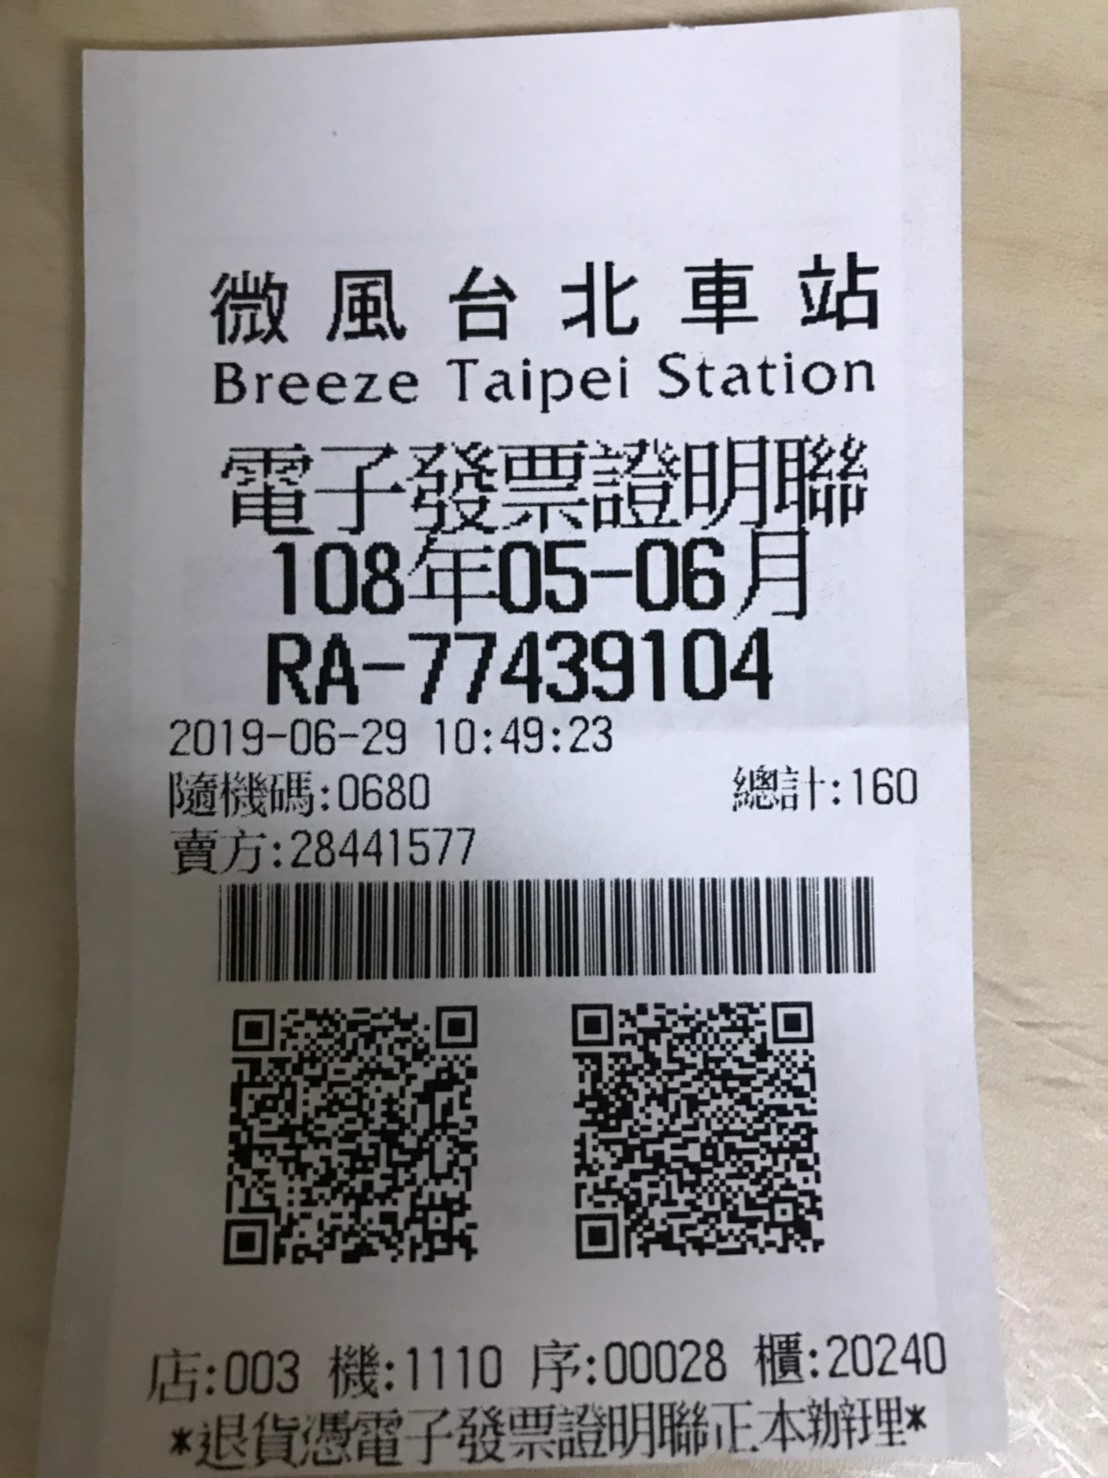 微風台北車站
Breeze Taipei Station
電子發票證明聯
108年05-06月
RA-77439104
2019-06-29 10:49:23
隨機碼:0680 總計:160
賣方:28441577
店:003 機:1110 序:00028 櫃:20240
*退貨憑電子發票證明聯正本辦理*